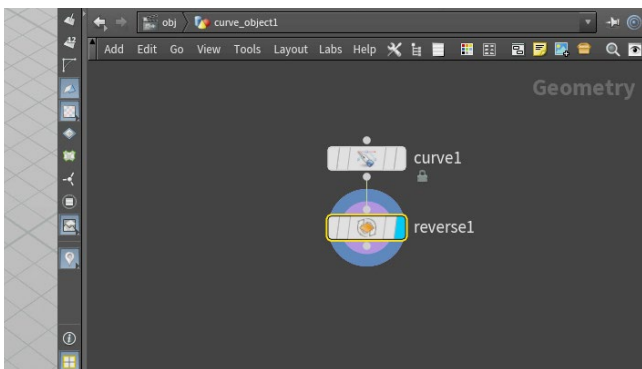 obj curve_object1
Add Edit Go View Tools Layout Labs Help
Geometry
curve1
reverse1